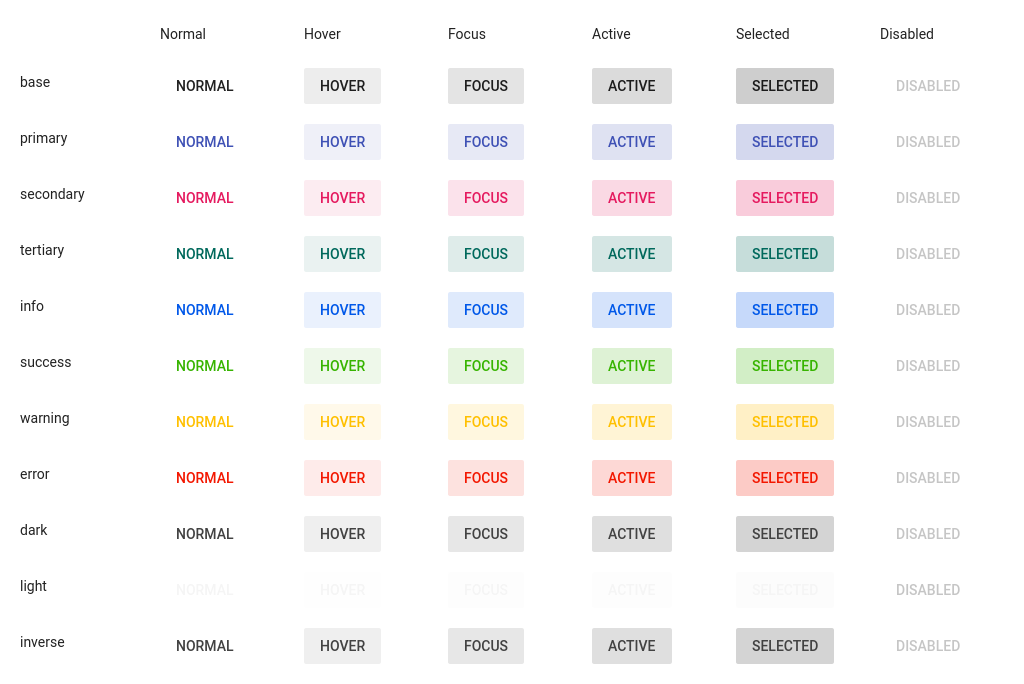 Normal Hover Focus Active Selected Disabled
base NORMAL HOVER FOCUS ACTIVE SELECTED DISABLED
primary NORMAL HOVER FOCUS ACTIVE SELECTED DISABLED
secondary NORMAL HOVER FOCUS ACTIVE SELECTED DISABLED
tertiary NORMAL HOVER FOCUS ACTIVE SELECTED DISABLED
info NORMAL HOVER FOCUS ACTIVE SELECTED DISABLED
success NORMAL HOVER FOCUS ACTIVE SELECTED DISABLED
warning NORMAL HOVER FOCUS ACTIVE SELECTED DISABLED
error NORMAL HOVER FOCUS ACTIVE SELECTED DISABLED
dark NORMAL HOVER FOCUS ACTIVE SELECTED DISABLED
light NORMAL HOVER FOCUS ACTIVE SELECTED DISABLED
inverse NORMAL HOVER FOCUS ACTIVE SELECTED DISABLED